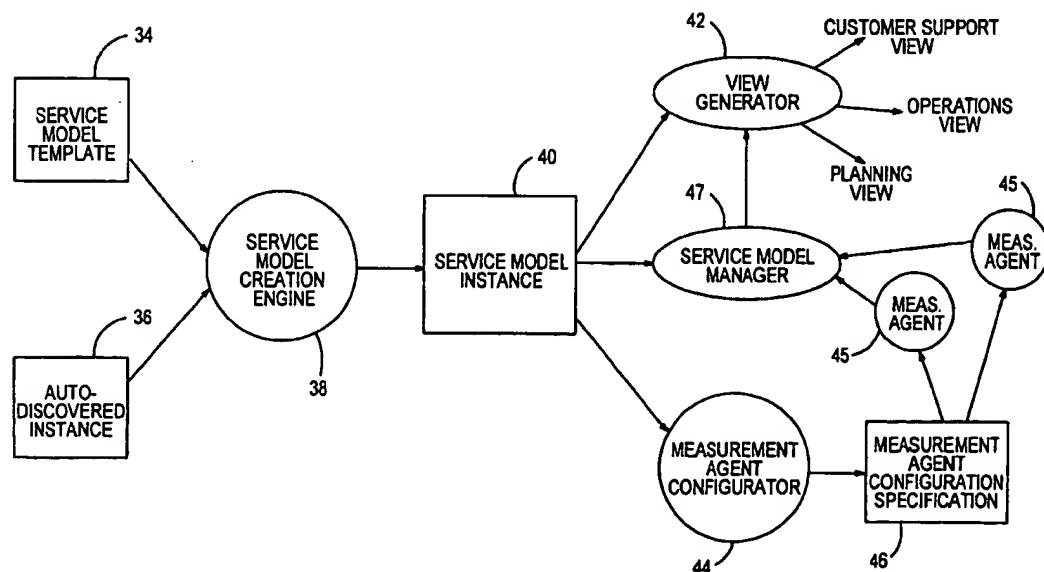 34
SERVICE
MODEL
TEMPLATE
36
AUTO-
DISCOVERED
INSTANCE
SERVICE
MODEL
CREATION
ENGINE
38
40
SERVICE MODEL
INSTANCE
42
VIEW
GENERATOR
CUSTOMER SUPPORT
VIEW
OPERATIONS
VIEW
PLANNING
VIEW
47
SERVICE MODEL
MANAGER
45
MEAS.
AGENT
MEAS.
AGENT
45
MEASUREMENT
AGENT
CONFIGURATOR
44
MEASUREMENT
AGENT
CONFIGURATION
SPECIFICATION
46